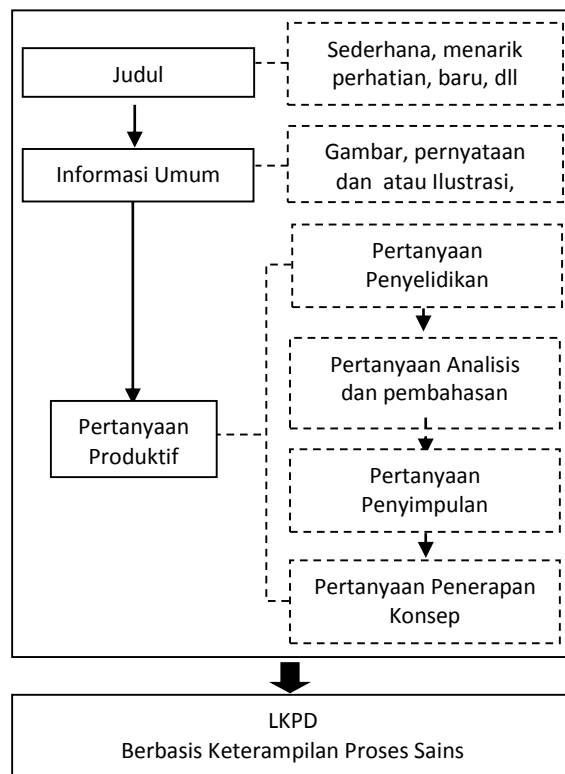 Judul
Sederhana, menarik
perhatian, baru, dll
Informasi Umum
Gambar, pernyataan
dan atau Ilustrasi,
Pertanyaan
Produktif
Pertanyaan
Penyelidikan
Pertanyaan Analisis
dan pembahasan
Pertanyaan
Penyimpulan
Pertanyaan Penerapan
Konsep
LKPD
Berbasis Keterampilan Proses Sains